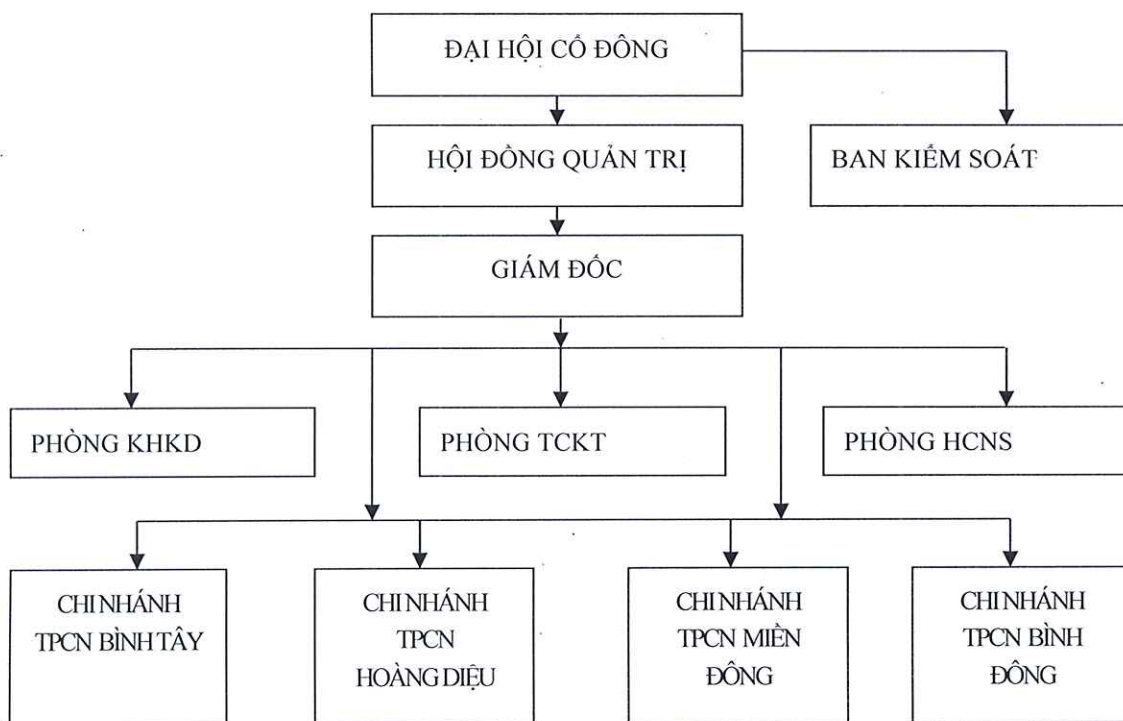 ĐẠI HỘI CỔ ĐÔNG
HỘI ĐỒNG QUẢN TRỊ
BAN KIỂM SOÁT
GIÁM ĐỐC
PHÒNG KHKD
PHÒNG TCKT
PHÒNG HCNS
CHI NHÁNH
TPCN BÌNH TÂY
CHI NHÁNH
TPCN
HOÀNG DIỆU
CHI NHÁNH
TPCN MIỀN
ĐÔNG
CHI NHÁNH
TPCN BÌNH
ĐÔNG